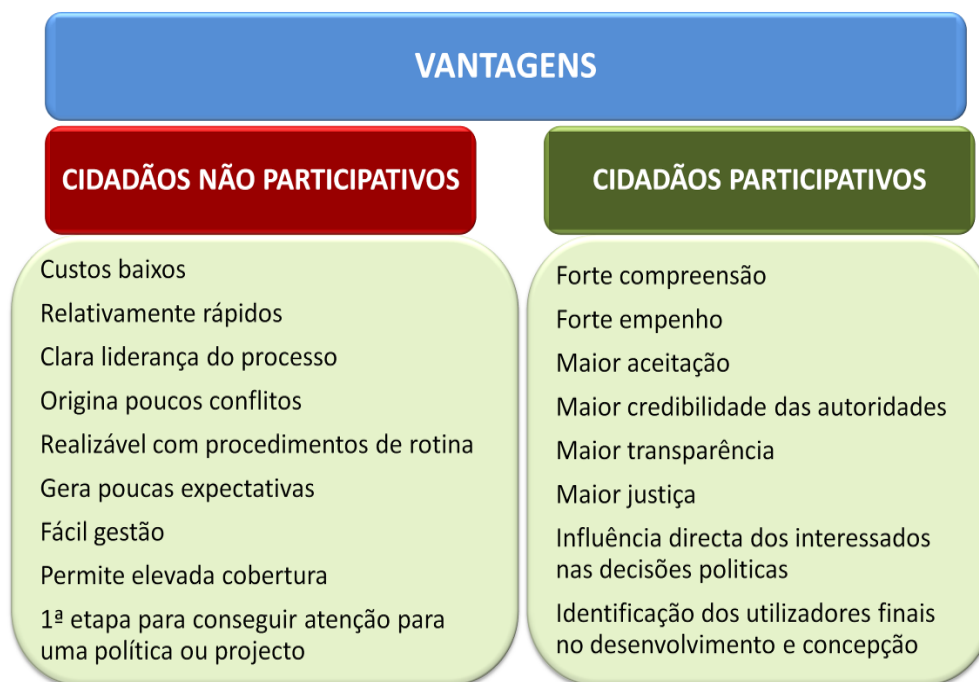 VANTAGENS
CIDADÃOS NÃO PARTICIPATIVOS
Custos baixos
Relativamente rápidos
Clara liderança do processo
Origina poucos conflitos
Realizável com procedimentos de rotina
Gera poucas expectativas
Fácil gestão
Permite elevada cobertura
1ª etapa para conseguir atenção para
uma política ou projecto
CIDADÃOS PARTICIPATIVOS
Forte compreensão
Forte empenho
Maior aceitação
Maior credibilidade das autoridades
Maior transparência
Maior justiça
Influência directa dos interessados
nas decisões politicas
Identificação dos utilizadores finais
no desenvolvimento e concepção